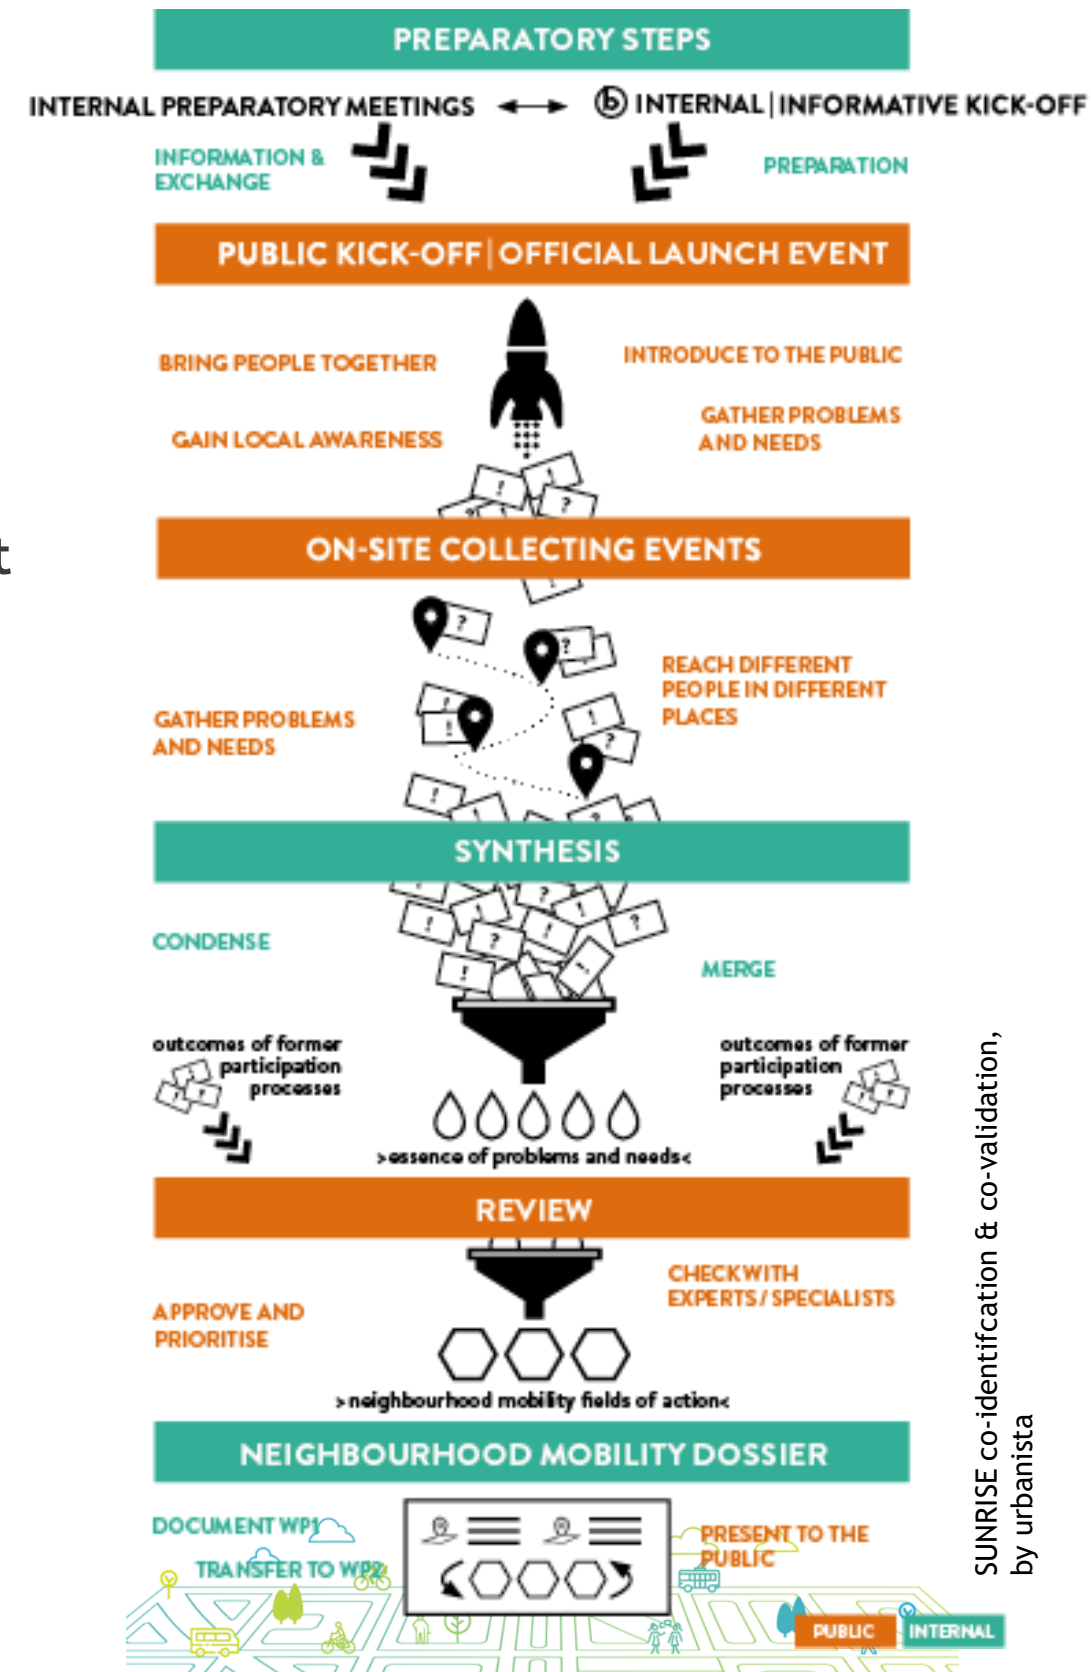 PREPARATORY STEPS
INTERNAL PREPARATORY MEETINGS
b INTERNAL | INFORMATIVE KICK-OFF
INFORMATION &
EXCHANGE
PREPARATION
PUBLIC KICK-OFF | OFFICIAL LAUNCH EVENT
BRING PEOPLE TOGETHER
INTRODUCE TO THE PUBLIC
GAIN LOCAL AWARENESS
GATHER PROBLEMS
AND NEEDS
! !
? ! ?
t
ON-SITE COLLECTING EVENTS
!
?
?
REACH DIFFERENT
PEOPLE IN DIFFERENT
PLACES
!
!
!
?
GATHER PROBLEMS
AND NEEDS
! ! ?
SYNTHESIS
? !
! ! ! ?
?
! !
CONDENSE
MERGE
outcomes of former
participation
processes
outcomes of former
participation
processes
>essence of problems and needs<
REVIEW
CHECK WITH
EXPERTS / SPECIALISTS
APPROVE AND
PRIORITISE
>neighbourhood mobility fields of action<
NEIGHBOURHOOD MOBILITY DOSSIER
DOCUMENT WP1
TRANSFER TO WP2
PRESENT TO THE
PUBLIC
PUBLIC
INTERNAL
SUNRISE co-identifcation & co-validation,
by urbanista